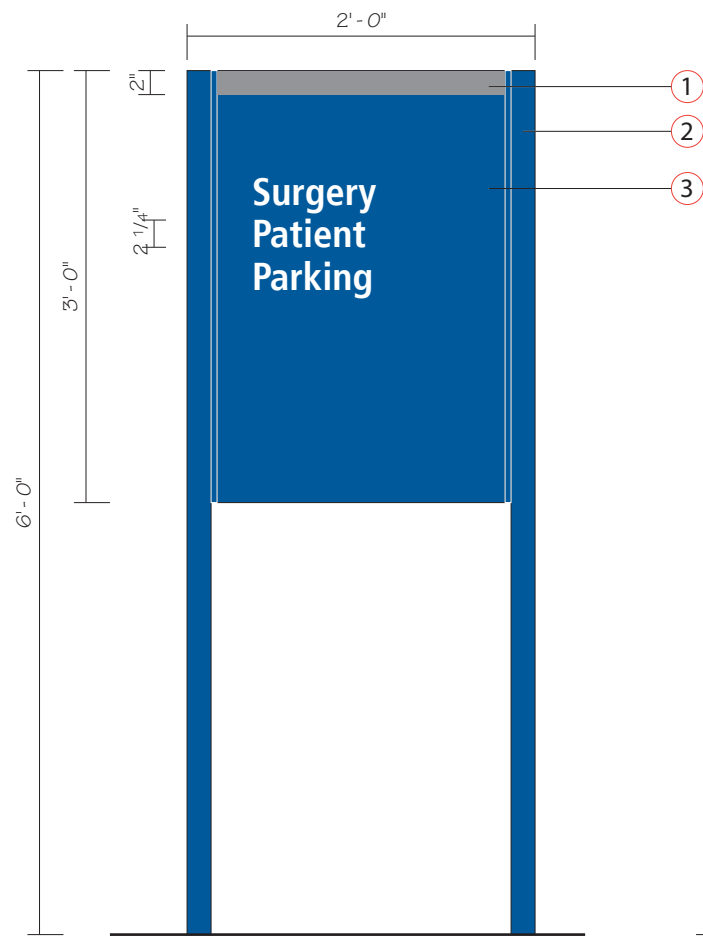 2' - 0"
2"
1
2
3
Surgery
Patient
Parking
2 1/4"
3' - 0"
6' - 0"